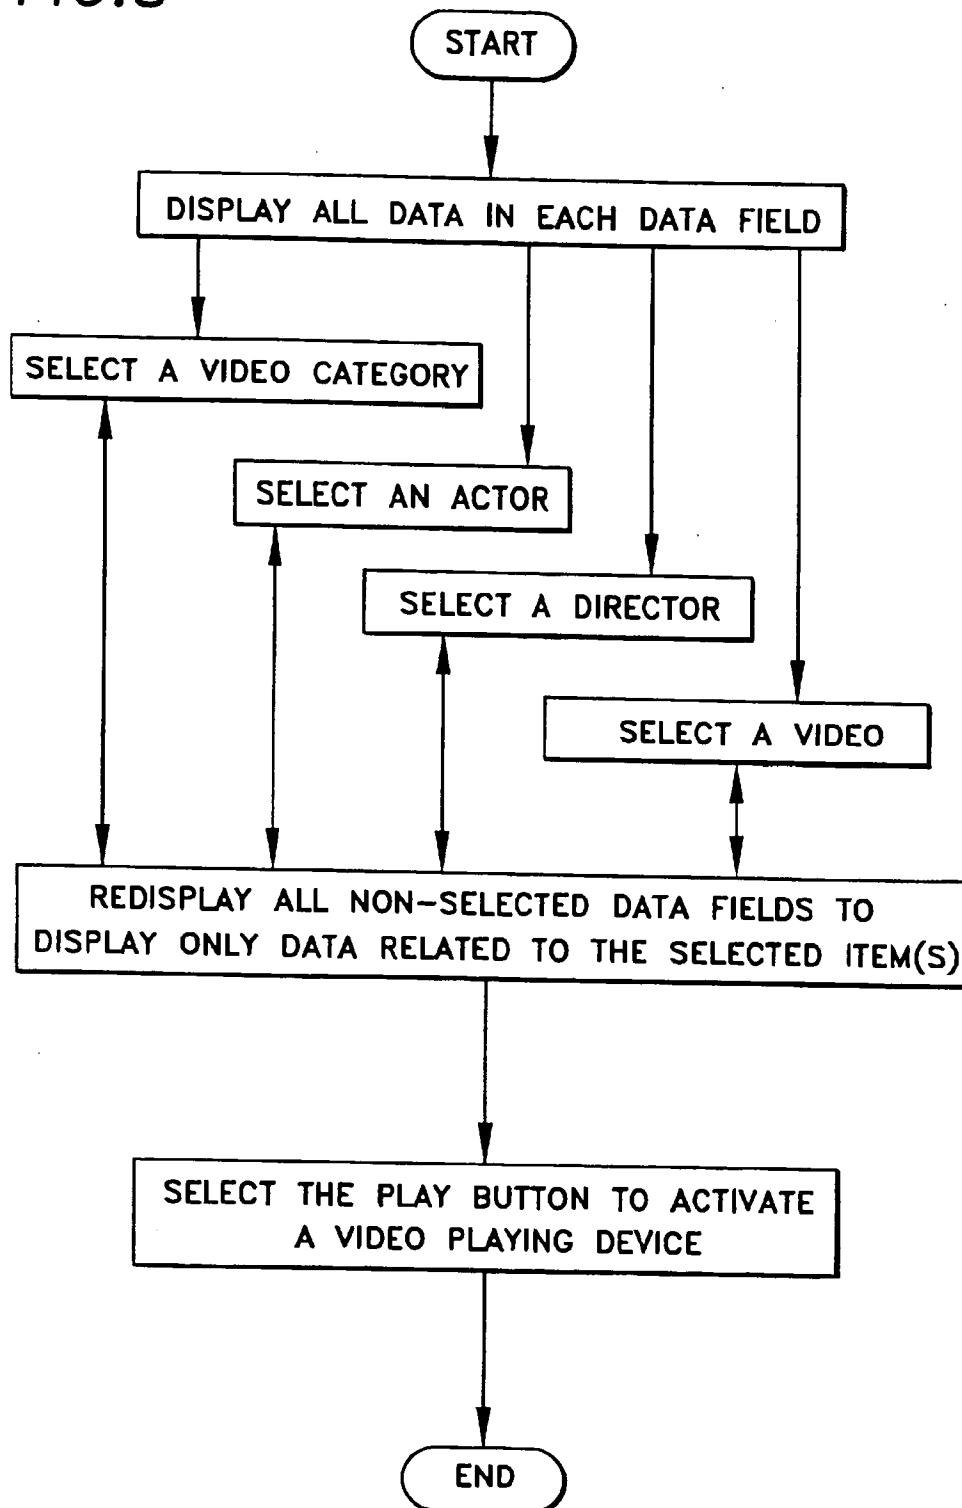 START
DISPLAY ALL DATA IN EACH DATA FIELD
SELECT A VIDEO CATEGORY
SELECT AN ACTOR
SELECT A DIRECTOR
SELECT A VIDEO
REDISPLAY ALL NON-SELECTED DATA FIELDS TO
DISPLAY ONLY DATA RELATED TO THE SELECTED ITEM(S)
SELECT THE PLAY BUTTON TO ACTIVATE
A VIDEO PLAYING DEVICE
END